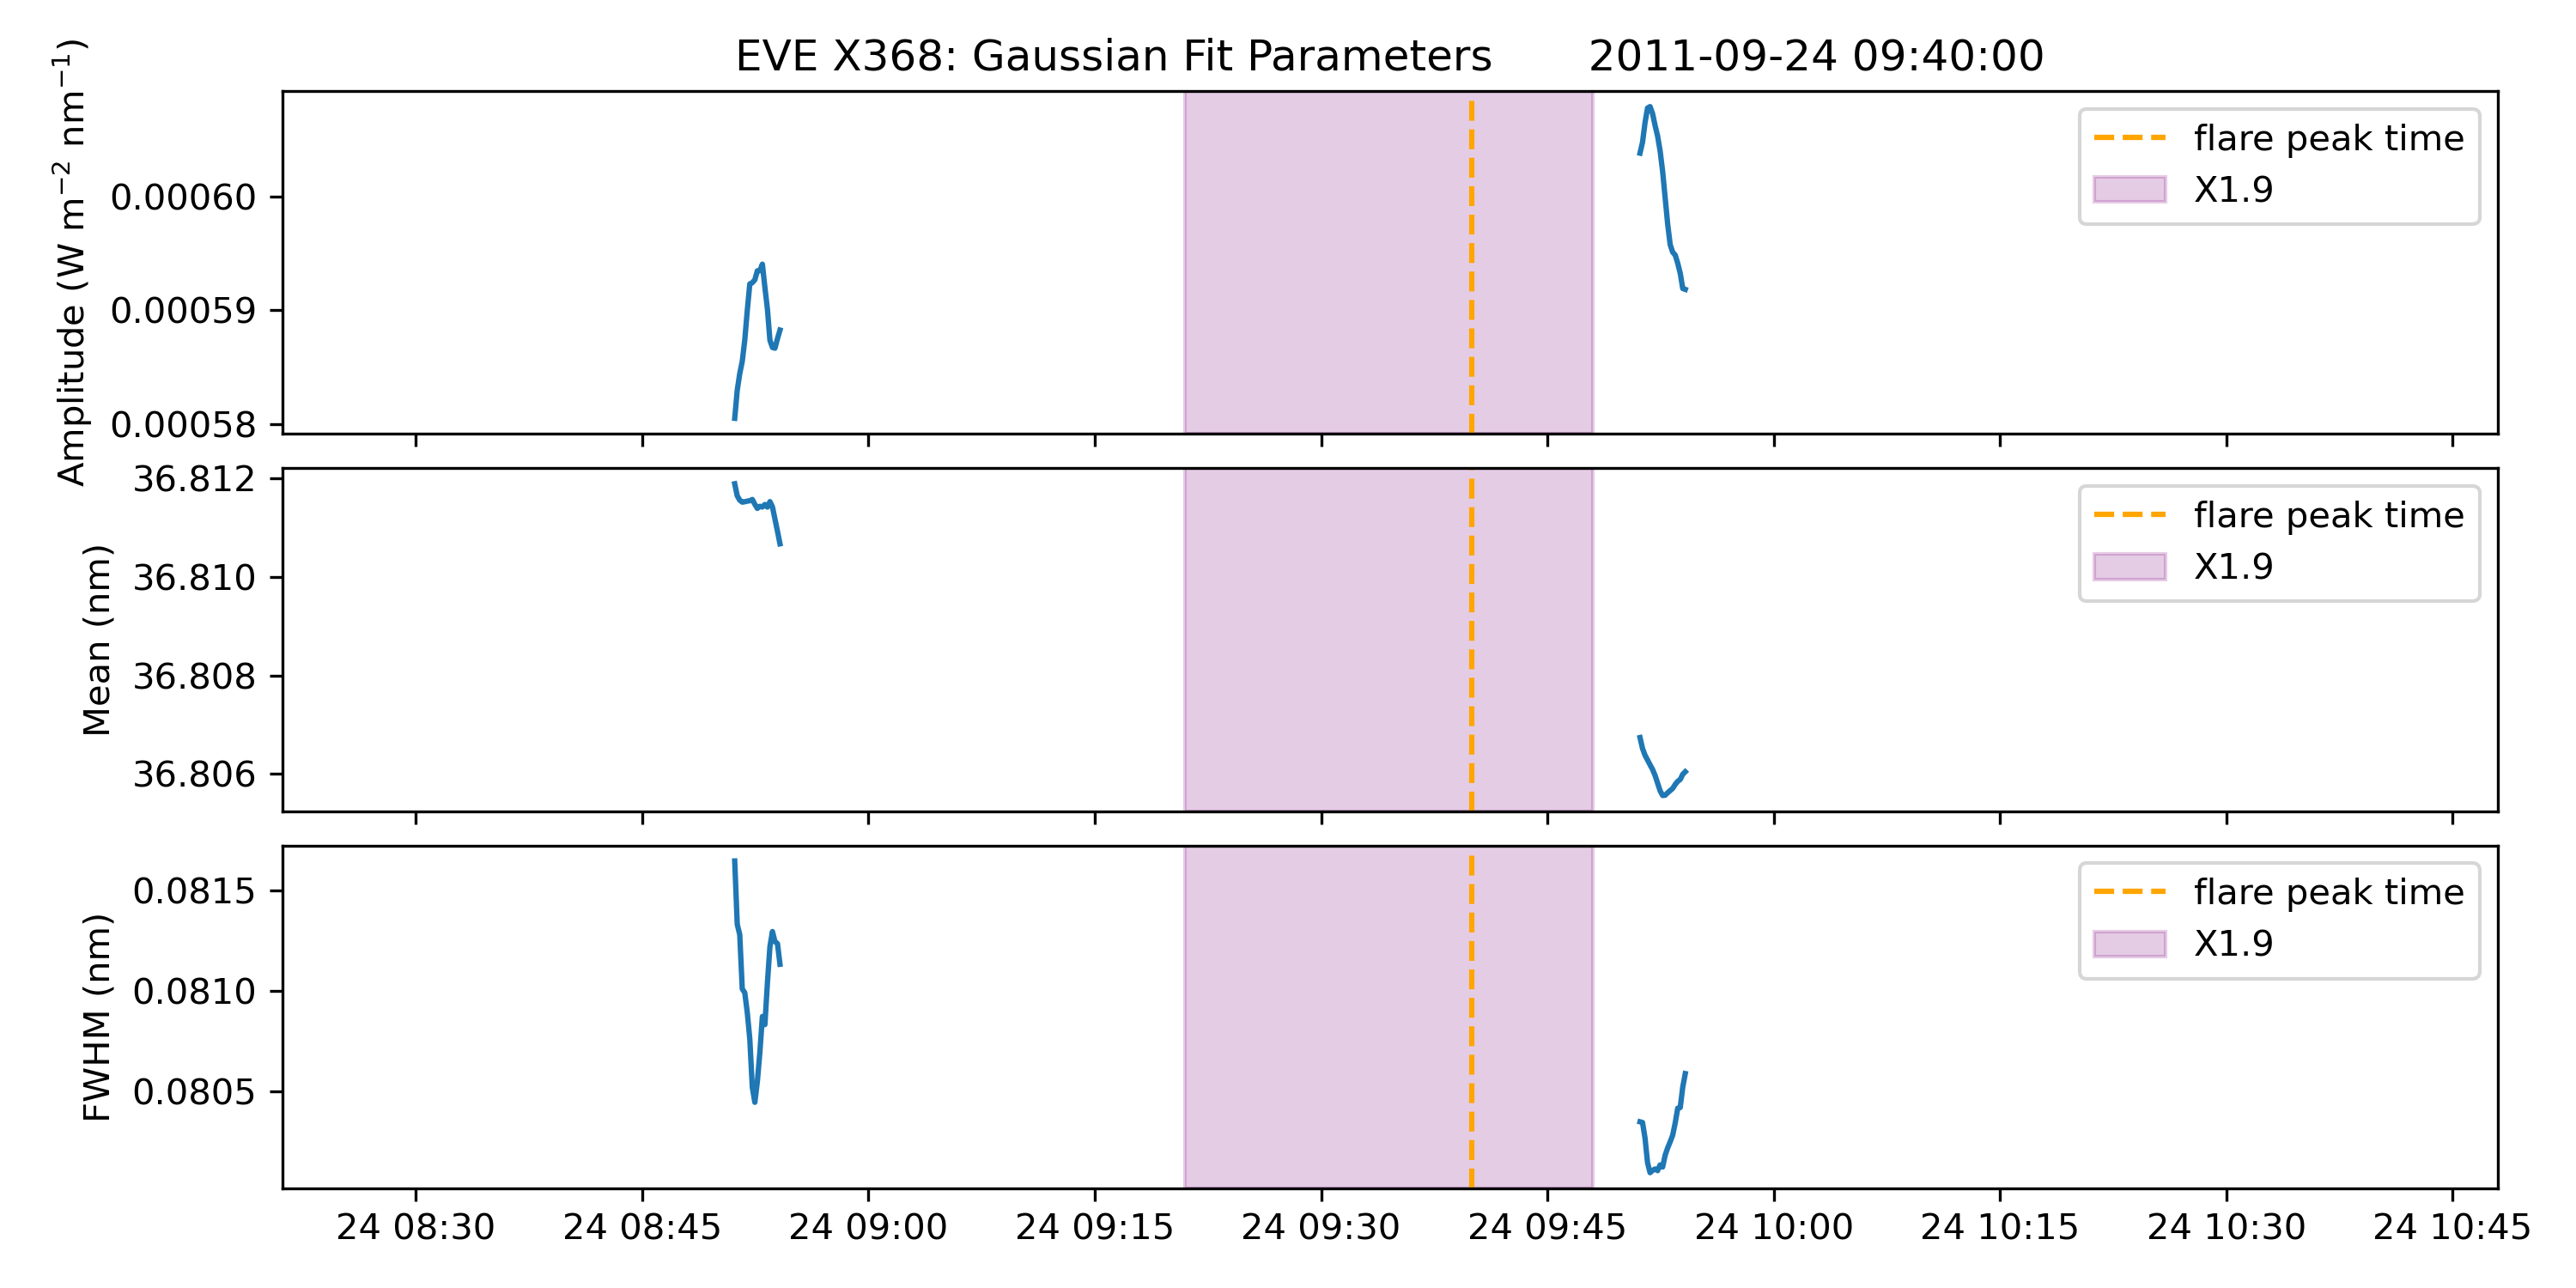 EVE X368: Gaussian Fit Parameters 2011-09-24 09:40:00
Amplitude (W m⁻² nm⁻¹)
0.00060
0.00059
0.00058
flare peak time
X1.9
Mean (nm)
36.812
36.810
36.808
36.806
flare peak time
X1.9
FWHM (nm)
0.0815
0.0810
0.0805
flare peak time
X1.9
24 08:30 24 08:45 24 09:00 24 09:15 24 09:30 24 09:45 24 10:00 24 10:15 24 10:30 24 10:45